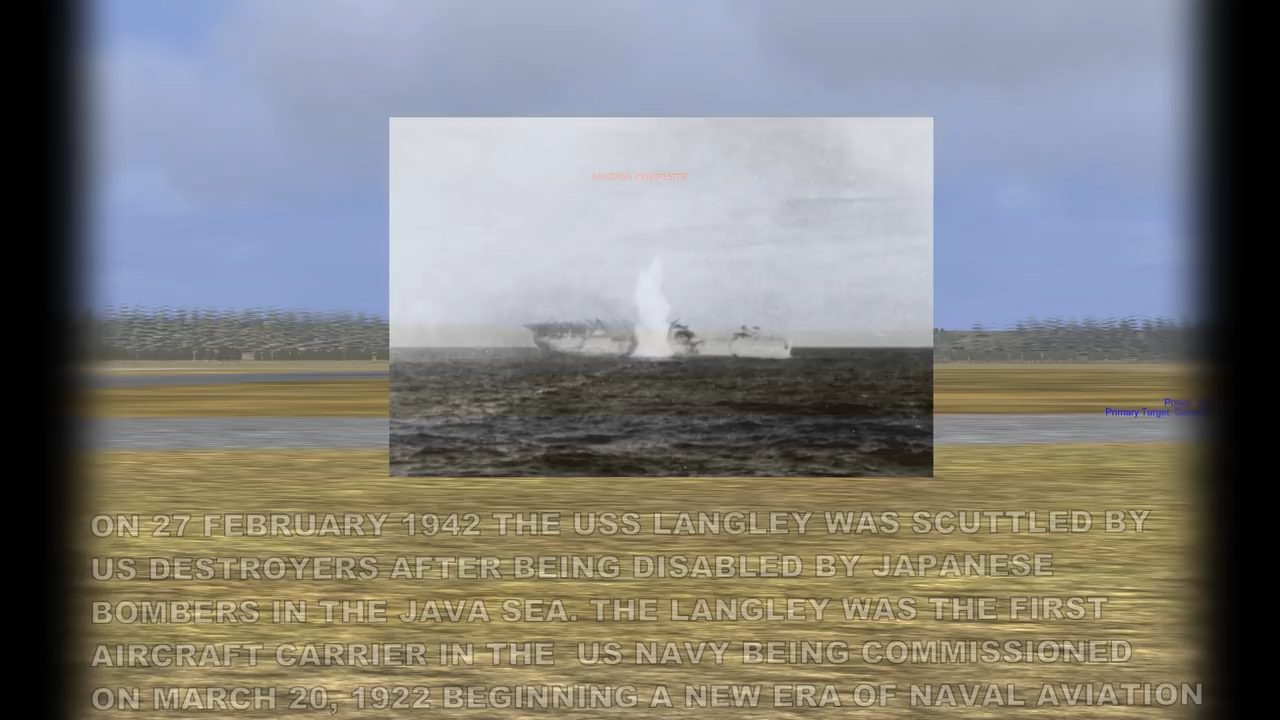 MISSION COMPLETE
Power
Primary Target:
ON 27 FEBRUARY 1942 THE USS LANGLEY WAS SCUTTLED BY
US DESTROYERS AFTER BEING DISABLED BY JAPANESE
BOMBERS IN THE JAVA SEA. THE LANGLEY WAS THE FIRST
AIRCRAFT CARRIER IN THE US NAVY BEING COMMISSIONED
ON MARCH 20, 1922 BEGINNING A NEW ERA OF NAVAL AVIATION